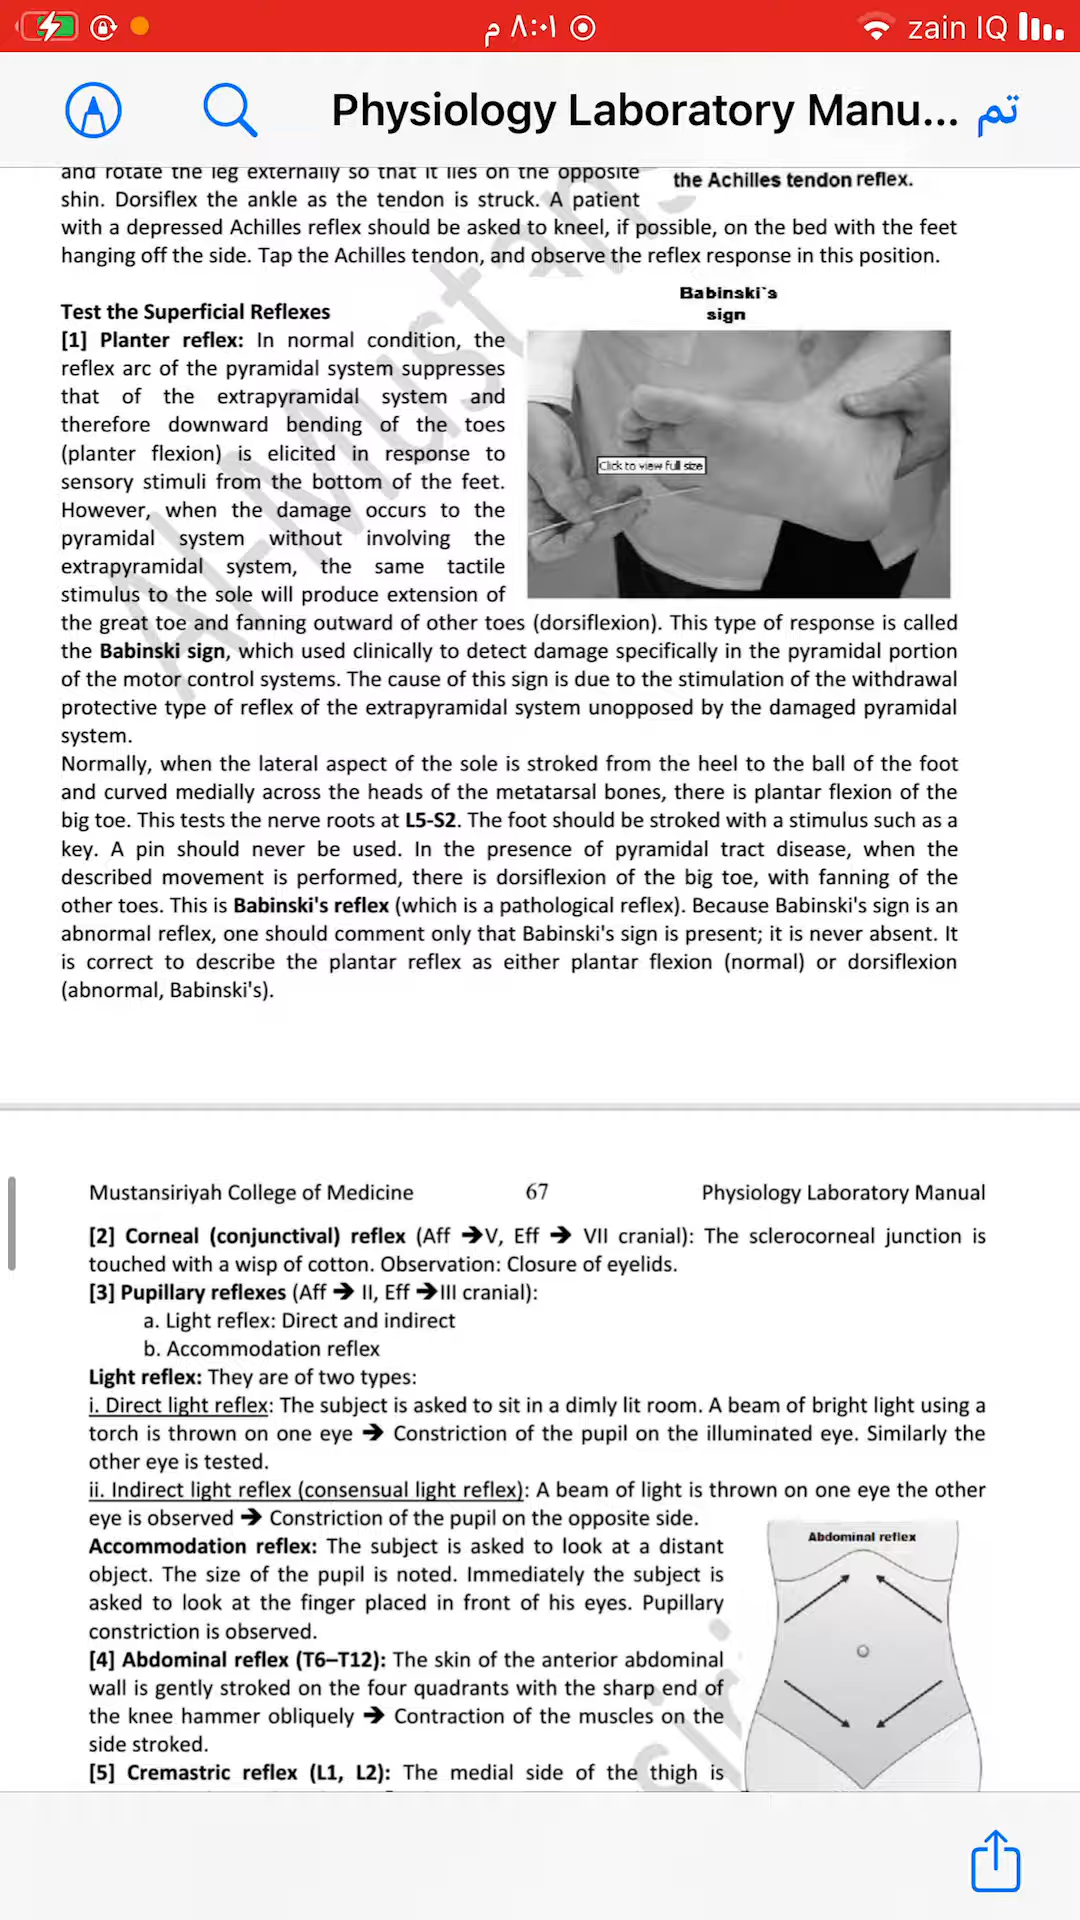 ٨:٠١ م
zain IQ
Physiology Laboratory Manu...
تم
and rotate the leg externally so that it lies on the opposite
shin. Dorsiflex the ankle as the tendon is struck. A patient
with a depressed Achilles reflex should be asked to kneel, if possible, on the bed with the feet
hanging off the side. Tap the Achilles tendon, and observe the reflex response in this position.
the Achilles tendon reflex.
Test the Superficial Reflexes
[1] Planter reflex: In normal condition, the
reflex arc of the pyramidal system suppresses
that of the extrapyramidal system and
therefore downward bending of the toes
(planter flexion) is elicited in response to
sensory stimuli from the bottom of the feet.
However, when the damage occurs to the
pyramidal system without involving the
extrapyramidal system, the same tactile
stimulus to the sole will produce extension of
Babinski`s
sign
Click to view full size
the great toe and fanning outward of other toes (dorsiflexion). This type of response is called
the Babinski sign, which used clinically to detect damage specifically in the pyramidal portion
of the motor control systems. The cause of this sign is due to the stimulation of the withdrawal
protective type of reflex of the extrapyramidal system unopposed by the damaged pyramidal
system.
Normally, when the lateral aspect of the sole is stroked from the heel to the ball of the foot
and curved medially across the heads of the metatarsal bones, there is plantar flexion of the
big toe. This tests the nerve roots at L5-S2. The foot should be stroked with a stimulus such as a
key. A pin should never be used. In the presence of pyramidal tract disease, when the
described movement is performed, there is dorsiflexion of the big toe, with fanning of the
other toes. This is Babinski's reflex (which is a pathological reflex). Because Babinski's sign is an
abnormal reflex, one should comment only that Babinski's sign is present; it is never absent. It
is correct to describe the plantar reflex as either plantar flexion (normal) or dorsiflexion
(abnormal, Babinski's).
Al-Mustan
Mustansiriyah College of Medicine 67 Physiology Laboratory Manual
[2] Corneal (conjunctival) reflex (Aff ➔V, Eff ➔ VII cranial): The sclerocorneal junction is
touched with a wisp of cotton. Observation: Closure of eyelids.
[3] Pupillary reflexes (Aff ➔ II, Eff ➔III cranial):
a. Light reflex: Direct and indirect
b. Accommodation reflex
Light reflex: They are of two types:
i. Direct light reflex: The subject is asked to sit in a dimly lit room. A beam of bright light using a
torch is thrown on one eye ➔ Constriction of the pupil on the illuminated eye. Similarly the
other eye is tested.
ii. Indirect light reflex (consensual light reflex): A beam of light is thrown on one eye the other
eye is observed ➔ Constriction of the pupil on the opposite side.
Accommodation reflex: The subject is asked to look at a distant
object. The size of the pupil is noted. Immediately the subject is
asked to look at the finger placed in front of his eyes. Pupillary
constriction is observed.
[4] Abdominal reflex (T6–T12): The skin of the anterior abdominal
wall is gently stroked on the four quadrants with the sharp end of
the knee hammer obliquely ➔ Contraction of the muscles on the
side stroked.
[5] Cremastric reflex (L1, L2): The medial side of the thigh is
Abdominal reflex